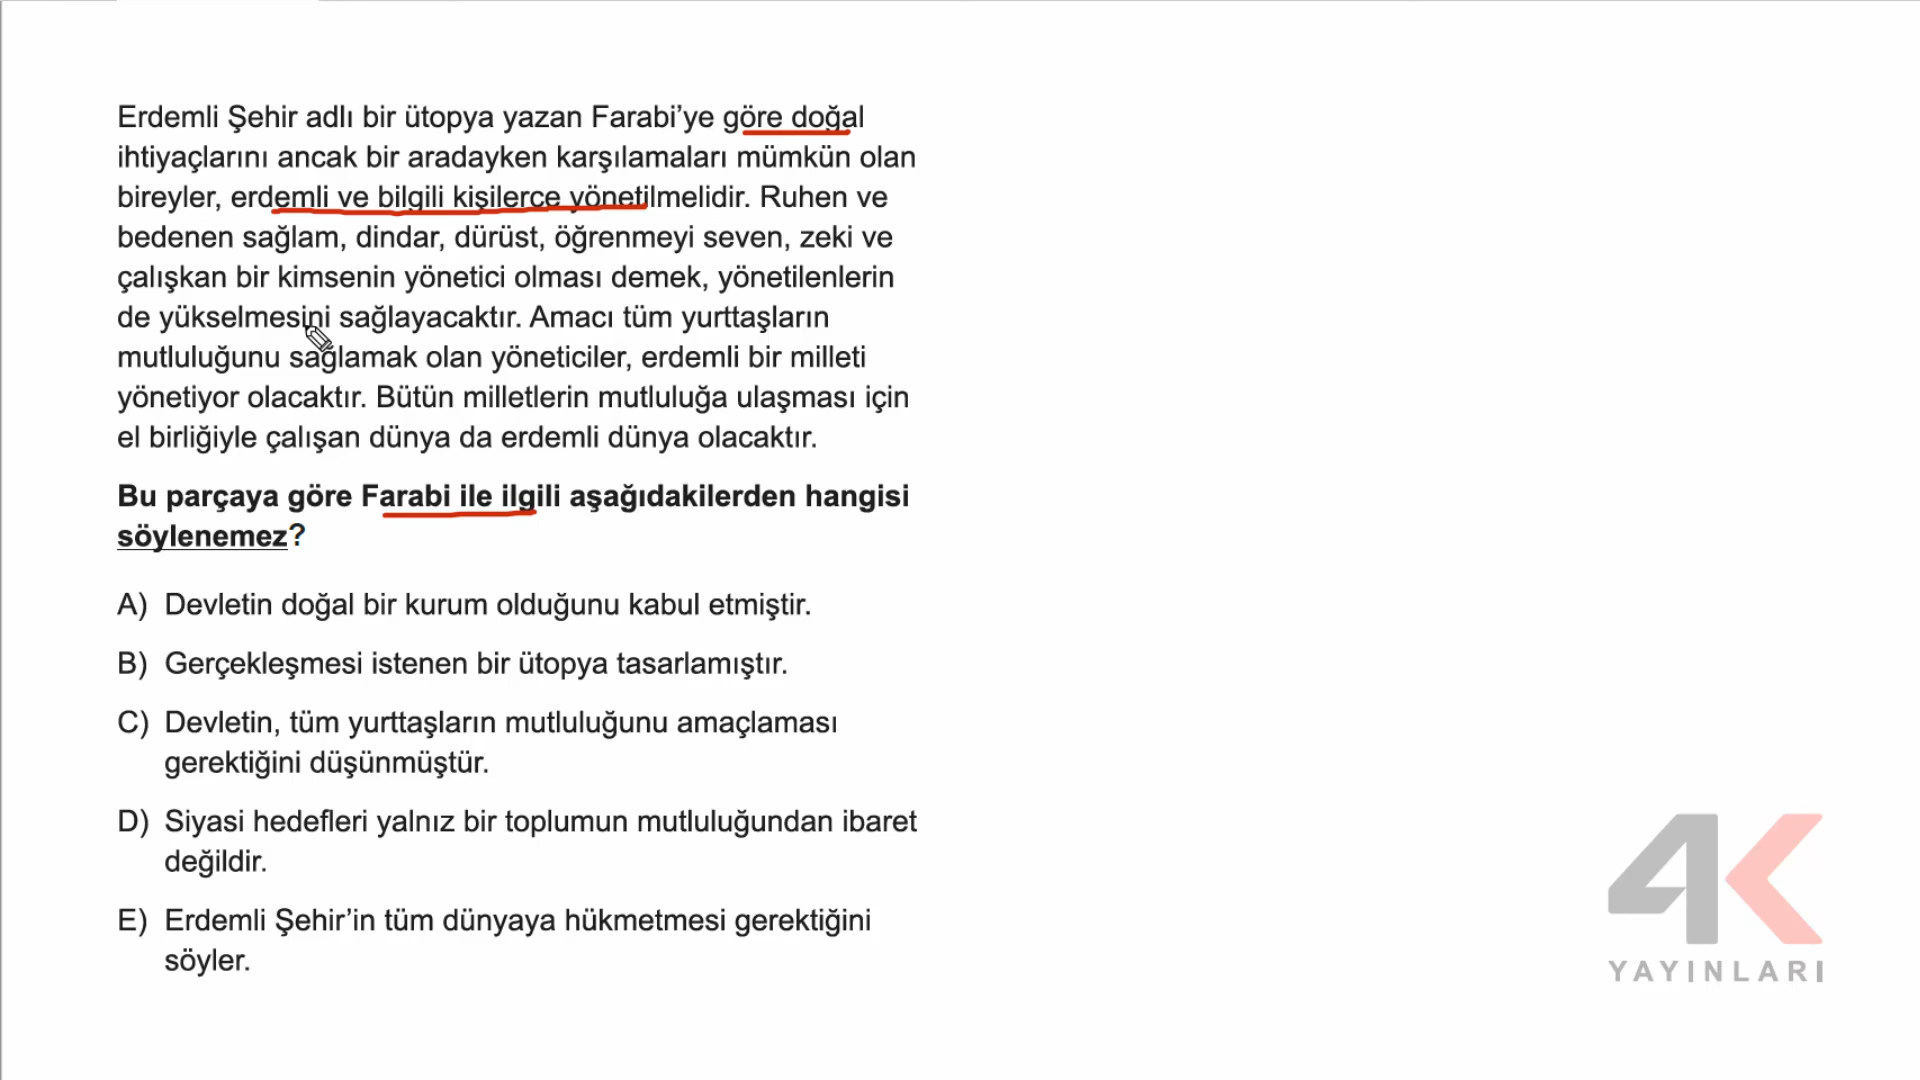 Erdemli Şehir adlı bir ütopya yazan Farabi’ye göre doğal
ihtiyaçlarını ancak bir aradayken karşılamaları mümkün olan
bireyler, erdemli ve bilgili kişilerce yönetilmelidir. Ruhen ve
bedenen sağlam, dindar, dürüst, öğrenmeyi seven, zeki ve
çalışkan bir kimsenin yönetici olması demek, yönetilenlerin
de yükselmesini sağlayacaktır. Amacı tüm yurttaşların
mutluluğunu sağlamak olan yöneticiler, erdemli bir milleti
yönetiyor olacaktır. Bütün milletlerin mutluluğa ulaşması için
el birliğiyle çalışan dünya da erdemli dünya olacaktır.
Bu parçaya göre Farabi ile ilgili aşağıdakilerden hangisi
söylenemez?
A) Devletin doğal bir kurum olduğunu kabul etmiştir.
B) Gerçekleşmesi istenen bir ütopya tasarlamıştır.
C) Devletin, tüm yurttaşların mutluluğunu amaçlaması
gerektiğini düşünmüştür.
D) Siyasi hedefleri yalnız bir toplumun mutluluğundan ibaret
değildir.
E) Erdemli Şehir’in tüm dünyaya hükmetmesi gerektiğini
söyler.
4K
YAYINLARI